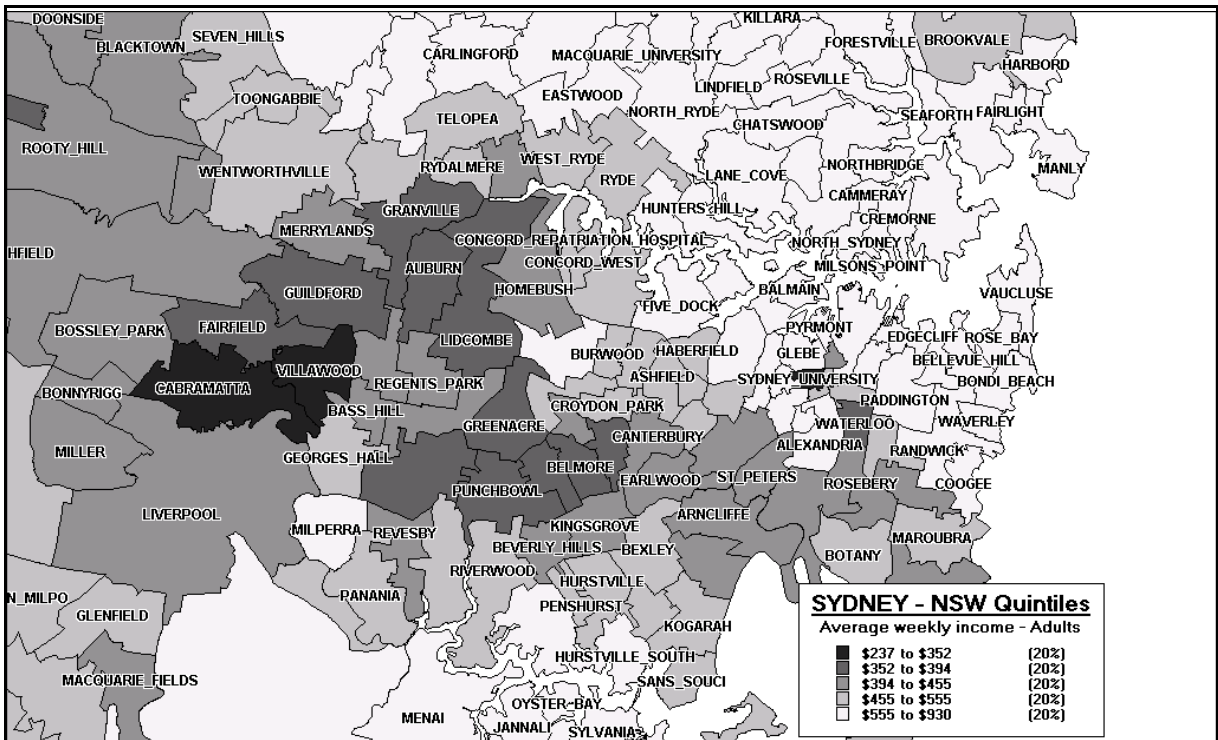 DOONSIDE
BLACKTOWN
SEVEN_HILLS
CARLINGFORD
MACQUARIE_UNIVERSITY
KILLARA
FORESTVILLE
BROOKVALE
HARBORD
LINDFIELD
ROSEVILLE
TOONGABBIE
EASTWOOD
NORTH_RYDE
TELOPEA
CHATSWOOD
SEAFORTH
FAIRLIGHT
ROOTY_HILL
WENTWORTHVILLE
RYDALMERE
WEST_RYDE
RYDE
LANE_COVE
NORTHBRIDGE
MANLY
CAMMERAY
GRANVILLE
HUNTERS_HILL
CREMORNE
MERRYLANDS
CONCORD_REPATRIATION_HOSPITAL
NORTH_SYDNEY
HFIELD
AUBURN
CONCORD_WEST
MILSONS_POINT
GUILDFORD
HOMEBUSH
BALMAIN
VAUCLUSE
FIVE_DOCK
BOSSLEY_PARK
FAIRFIELD
PYRMONT
LIDCOMBE
EDGECLIFF
ROSE_BAY
BURWOOD
HABERFIELD
GLEBE
BELLEVUE_HILL
VILLAWOOD
ASHFIELD
SYDNEY_UNIVERSITY
BONDI_BEACH
BONNYRIGG
CABRAMATTA
REGENTS_PARK
BASS_HILL
CROYDON_PARK
PADDINGTON
GREENACRE
WATERLOO
WAVERLEY
CANTERBURY
ALEXANDRIA
MILLER
GEORGES_HALL
BELMORE
RANDWICK
EARLWOOD
ST_PETERS
ROSEBERY
COOGEE
PUNCHBOWL
LIVERPOOL
ARNCLIFFE
MILPERRA
REVESBY
KINGSGROVE
MAROUBRA
BEVERLY_HILLS
BEXLEY
BOTANY
RIVERWOOD
HURSTVILLE
N_MILPO
PANANIA
GLENFIELD
PENSHURST
KOGARAH
HURSTVILLE_SOUTH
MACQUARIE_FIELDS
SANS_SOUCI
OYSTER-BAY
MENAI
JANNALI
SYLVANIA
SYDNEY - NSW Quintiles
Average weekly income - Adults
$237 to $352 (20%)
$352 to $394 (20%)
$394 to $455 (20%)
$455 to $555 (20%)
$555 to $930 (20%)